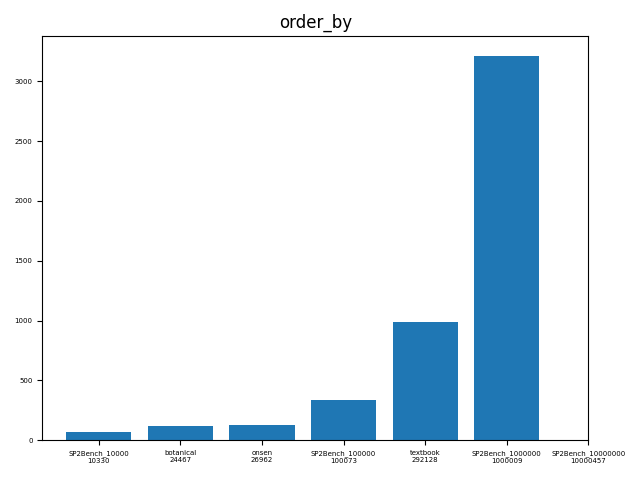 order_by
3000
2500
2000
1500
1000
500
0
SP2Bench_10000
10330
botanical
24467
onsen
26962
SP2Bench_100000
100073
textbook
292128
SP2Bench_1000000
1000009
SP2Bench_10000000
10000457